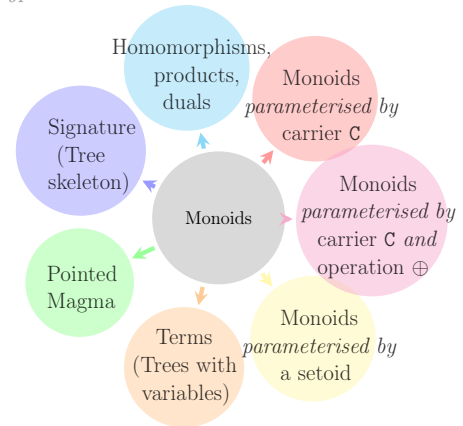 Homomorphisms,
products,
duals
Monoids
parameterised by
carrier C
Signature
(Tree
skeleton)
Monoids
parameterised by
carrier C and
operation ⊕
Monoids
Pointed
Magma
Monoids
parameterised by
a setoid
Terms
(Trees with
variables)